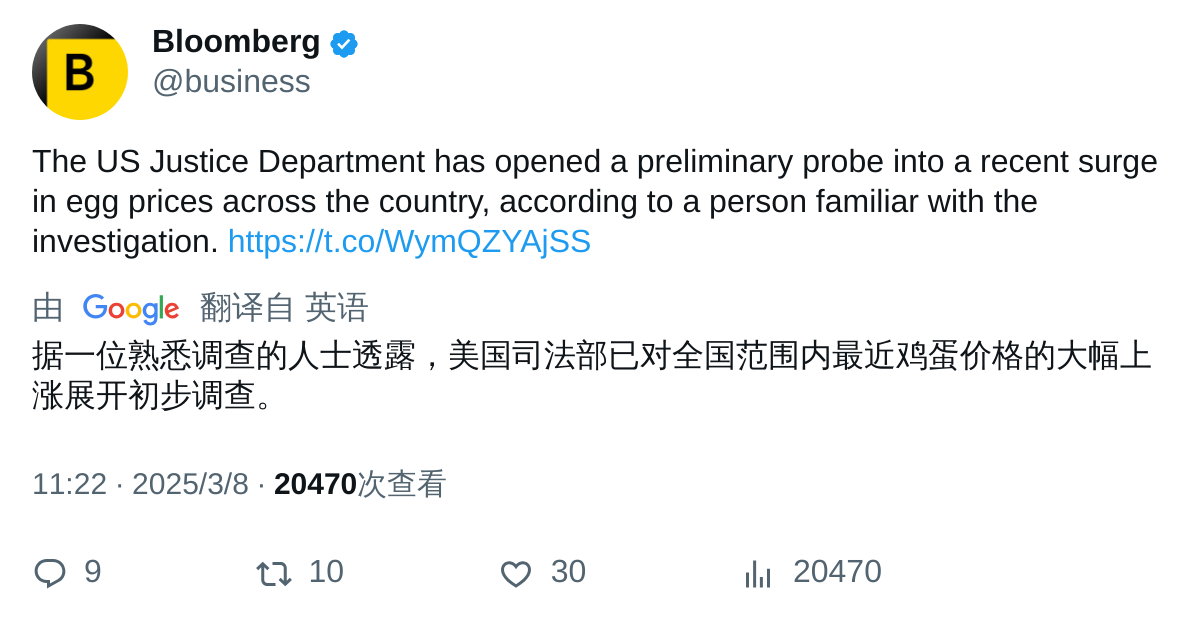 B
Bloomberg
@business
The US Justice Department has opened a preliminary probe into a recent surge
in egg prices across the country, according to a person familiar with the
investigation. https://t.co/WymQZYAjSS
由 Google 翻译自 英语
据一位熟悉调查的人士透露，美国司法部已对全国范围内最近鸡蛋价格的大幅上
涨展开初步调查。
11:22 · 2025/3/8 · 20470次查看
9 10 30 20470